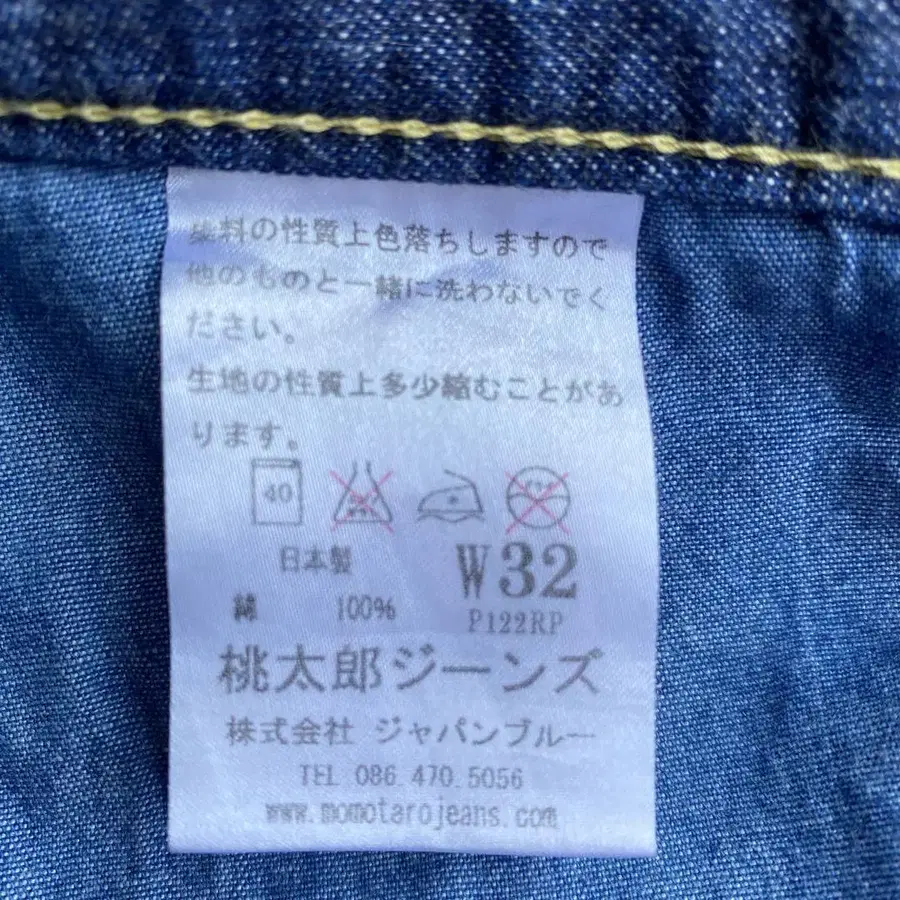 染料の性質上色落ちしますので
他のものと一緒に洗わないでく
ださい。
生地の性質上多少縮むことがあ
ります。
40
日本製
W32
綿 100%
P122RP
桃太郎ジーンズ
株式会社 ジャパンブルー
TEL 086.470.5056
www.momotarojeans.com